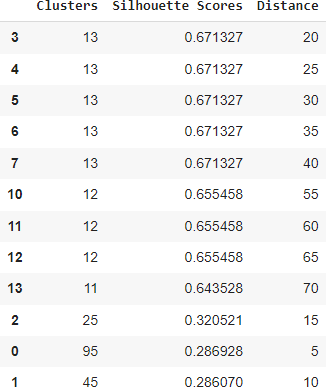 Clusters Silhouette Scores Distance
3 13 0.671327 20
4 13 0.671327 25
5 13 0.671327 30
6 13 0.671327 35
7 13 0.671327 40
10 12 0.655458 55
11 12 0.655458 60
12 12 0.655458 65
13 11 0.643528 70
2 25 0.320521 15
0 95 0.286928 5
1 45 0.286070 10